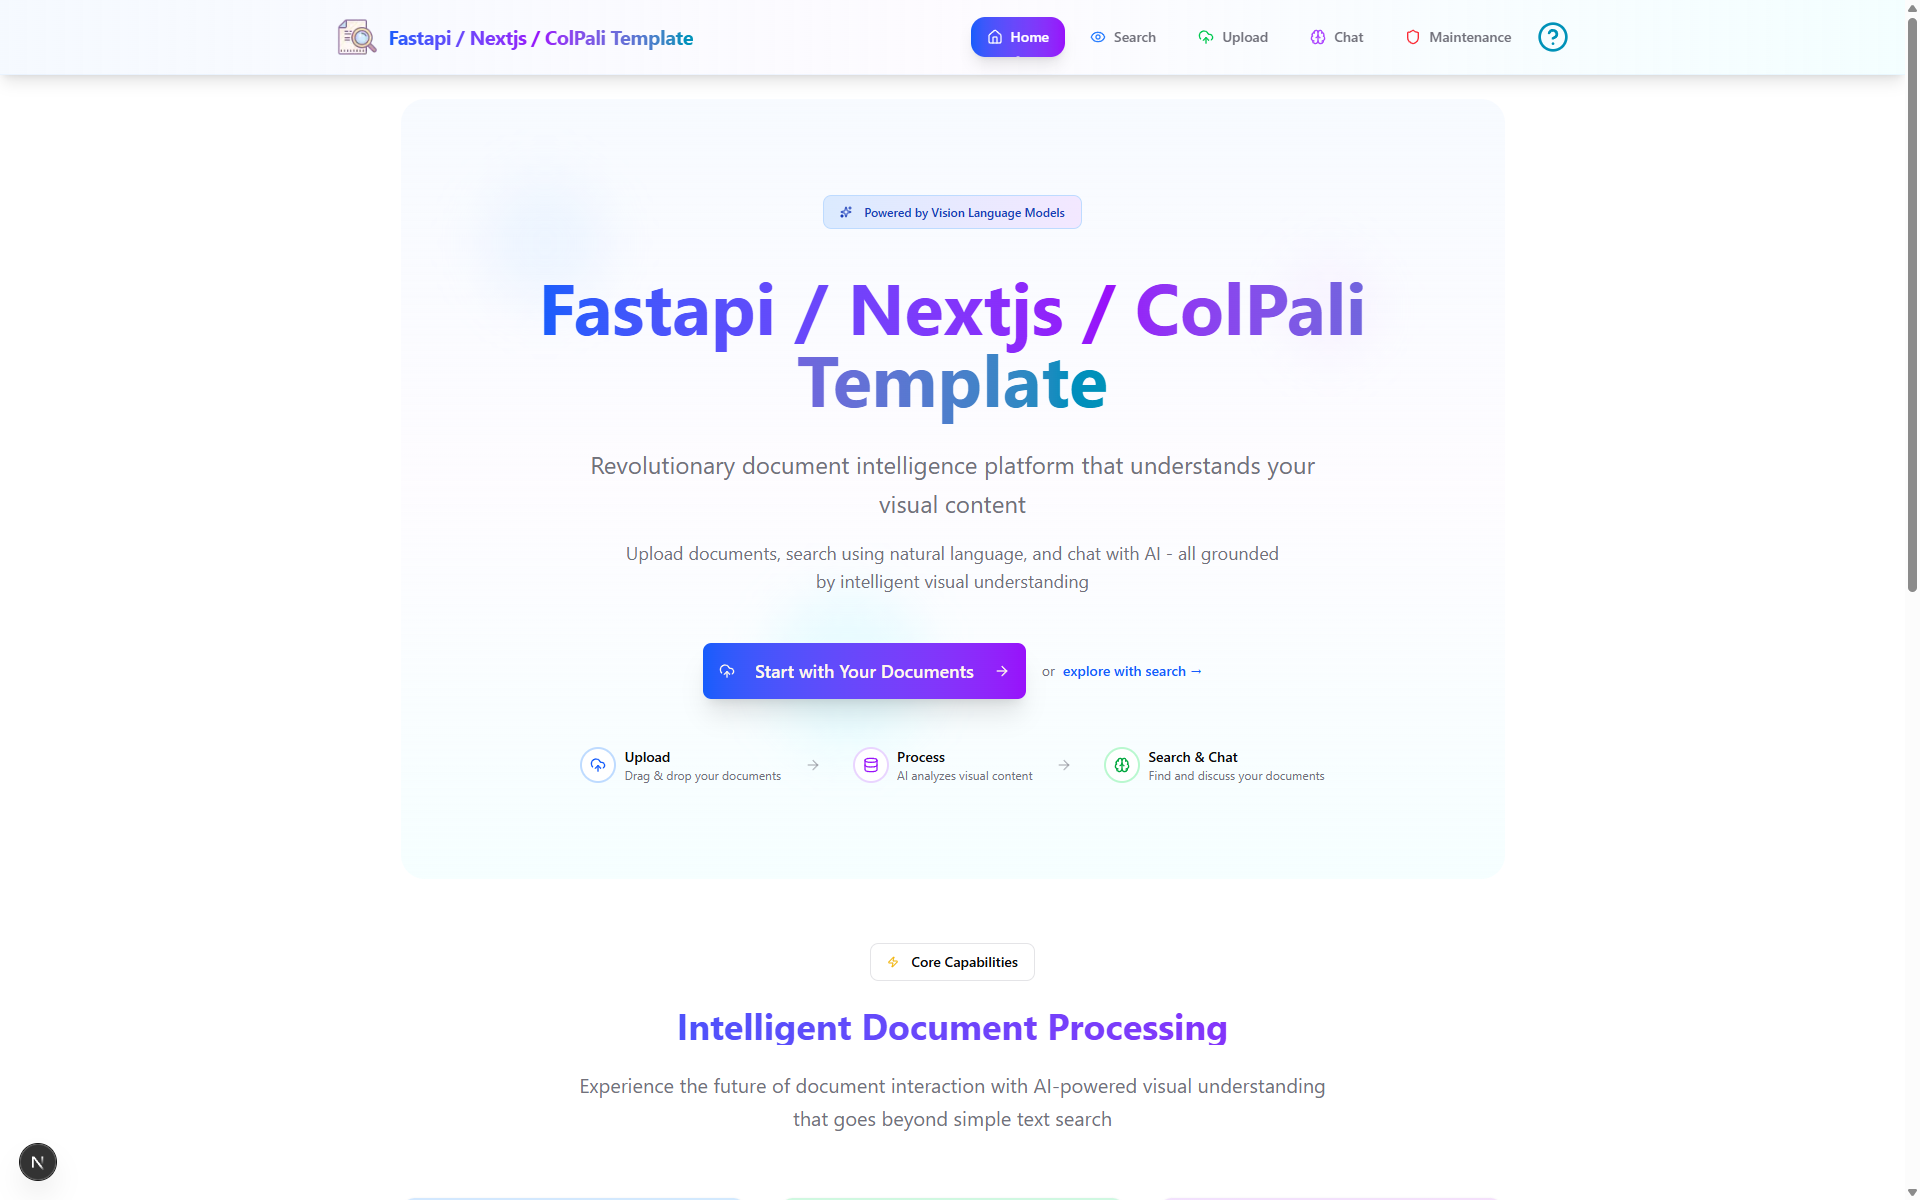 Fastapi / Nextjs / ColPali Template
Home
Search
Upload
Chat
Maintenance
?
Powered by Vision Language Models
Fastapi / Nextjs / ColPali
Template
Revolutionary document intelligence platform that understands your
visual content
Upload documents, search using natural language, and chat with AI - all grounded
by intelligent visual understanding
Start with Your Documents →
or explore with search →
Upload
Drag & drop your documents
→
Process
AI analyzes visual content
→
Search & Chat
Find and discuss your documents
Core Capabilities
Intelligent Document Processing
Experience the future of document interaction with AI-powered visual understanding
that goes beyond simple text search
N